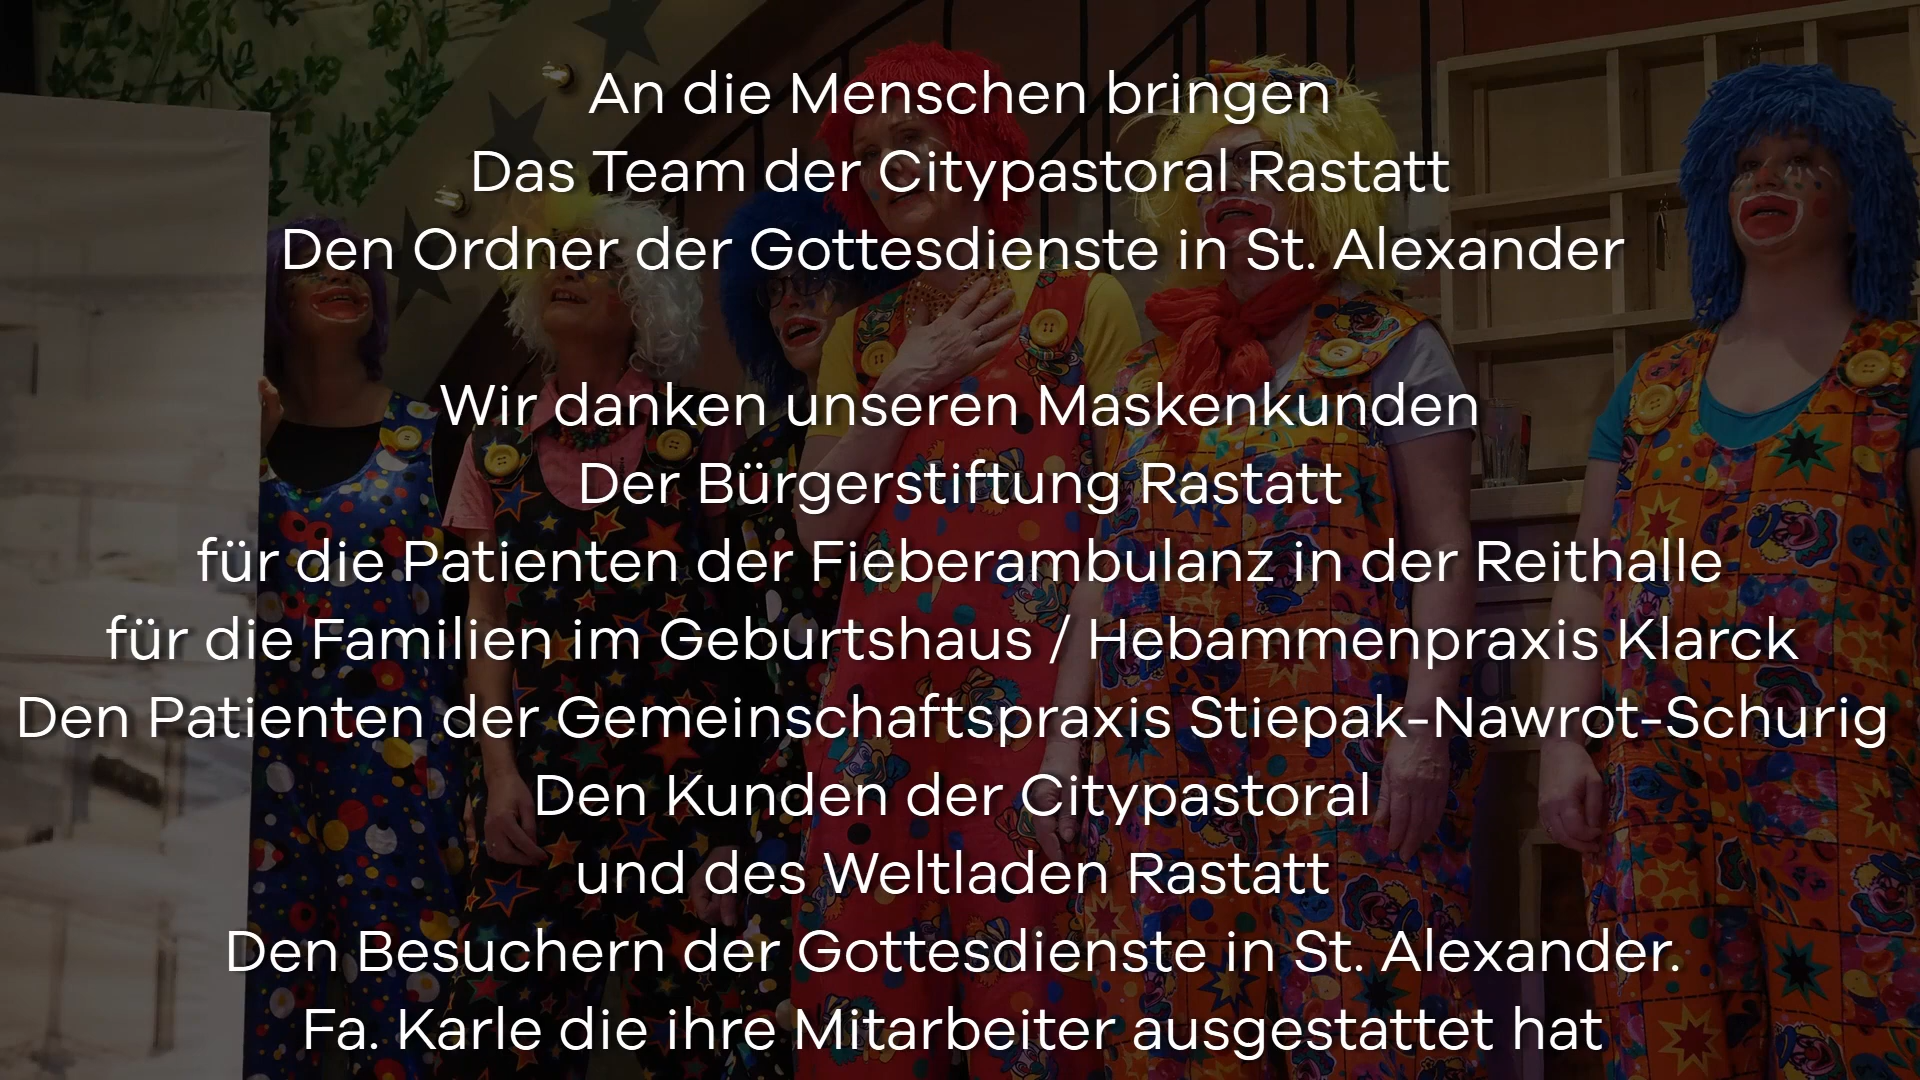 An die Menschen bringen
Das Team der Citypastoral Rastatt
Den Ordner der Gottesdienste in St. Alexander
Wir danken unseren Maskenkunden
Der Bürgerstiftung Rastatt
für die Patienten der Fieberambulanz in der Reithalle
für die Familien im Geburtshaus / Hebammenpraxis Klarck
Den Patienten der Gemeinschaftspraxis Stiepak-Nawrot-Schurig
Den Kunden der Citypastoral
und des Weltladen Rastatt
Den Besuchern der Gottesdienste in St. Alexander.
Fa. Karle die ihre Mitarbeiter ausgestattet hat